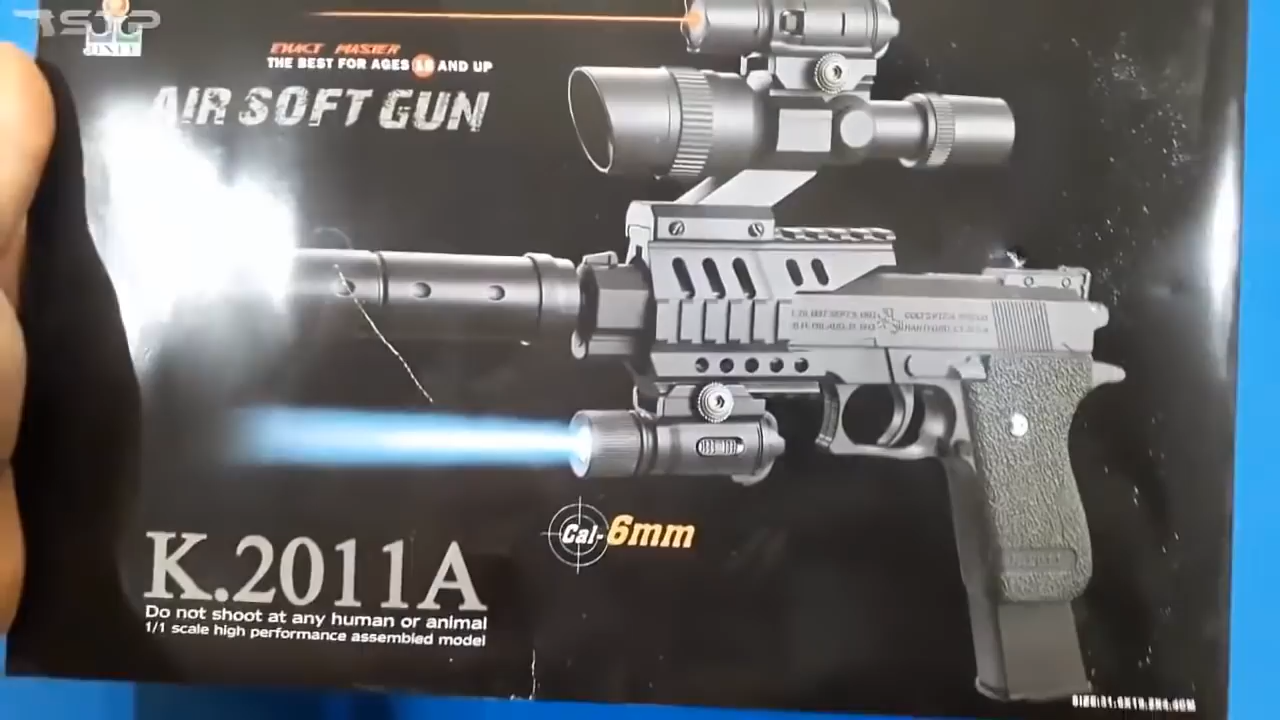 EXACT MASTER
THE BEST FOR AGES 18 AND UP
AIR SOFT GUN
Cal-6mm
K.2011A
Do not shoot at any human or animal
1/1 scale high performance assembled model